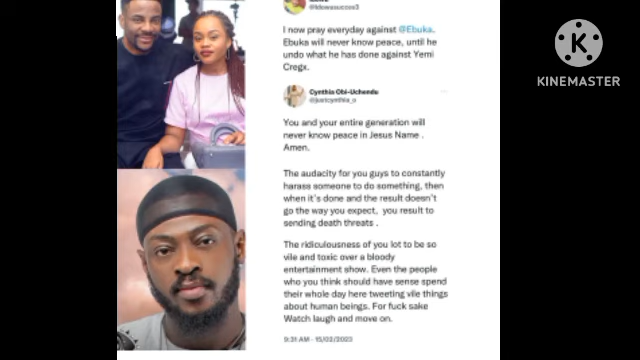 @Idowusucces3
I now pray everyday against @Ebuka.
Ebuka will never know peace, until he
undo what he has done against Yemi
Cregx.
Cynthia Obi-Uchendu
@justcynthia_u
You and your entire generation will
never know peace in Jesus Name .
Amen.
The audacity for you guys to constantly
harass someone to do something, then
when it's done and the result doesn't
go the way you expect, you result to
sending death threats .
The ridiculousness of you lot to be so
vile and toxic over a bloody
entertainment show. Even the people
who you think should have sense spend
their whole day here tweeting vile things
about human beings. For fuck sake
Watch laugh and move on.
9:31 AM - 15/02/2023
KINEMASTER